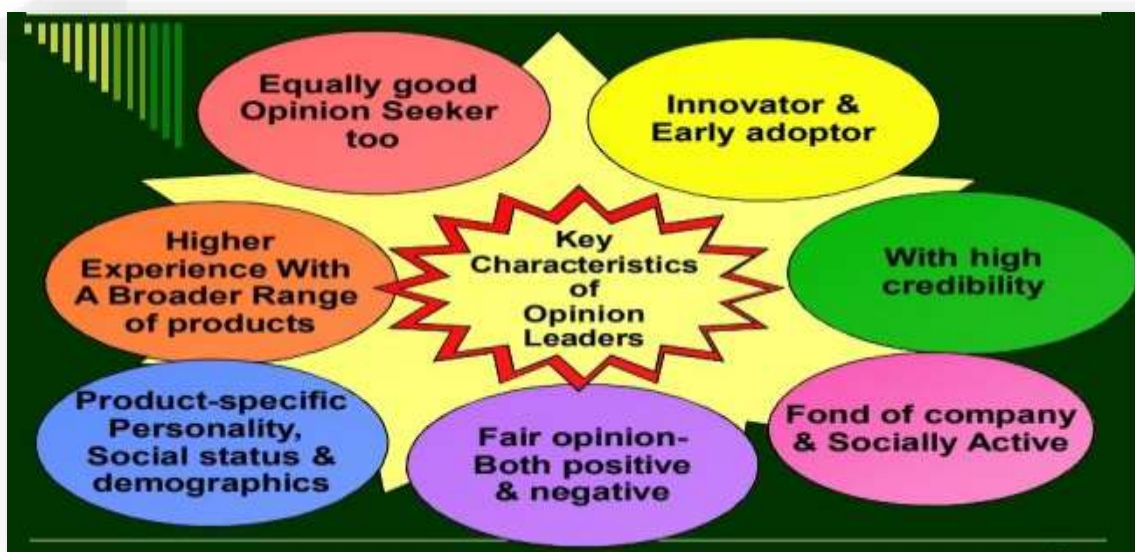 Equally good
Opinion Seeker
too
Innovator &
Early adoptor
Higher
Experience With
A Broader Range
of products
Key
Characteristics
of
Opinion
Leaders
With high
credibility
Product-specific
Personality,
Social status &
demographics
Fair opinion-
Both positive
& negative
Fond of company
& Socially Active